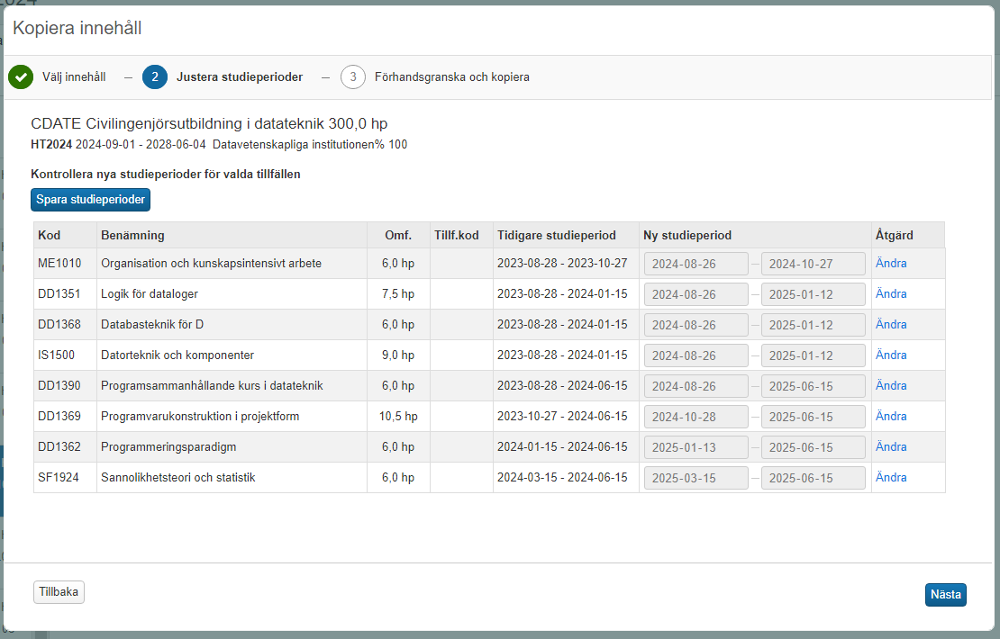 2024
Kopiera innehåll
Välj innehåll – 2 Justera studieperioder – 3 Förhandsgranska och kopiera
CDATE Civilingenjörsutbildning i datateknik 300,0 hp
HT2024 2024-09-01 - 2028-06-04 Datavetenskapliga institutionen% 100
Kontrollera nya studieperioder för valda tillfällen
Spara studieperioder
Kod Benämning Omf. Tillf.kod Tidigare studieperiod Ny studieperiod Åtgärd
ME1010 Organisation och kunskapsintensivt arbete 6,0 hp 2023-08-28 - 2023-10-27 2024-08-26 – 2024-10-27 Ändra
DD1351 Logik för dataloger 7,5 hp 2023-08-28 - 2024-01-15 2024-08-26 – 2025-01-12 Ändra
DD1368 Databasteknik för D 6,0 hp 2023-08-28 - 2024-01-15 2024-08-26 – 2025-01-12 Ändra
IS1500 Datorteknik och komponenter 9,0 hp 2023-08-28 - 2024-01-15 2024-08-26 – 2025-01-12 Ändra
DD1390 Programsammanhållande kurs i datateknik 6,0 hp 2023-08-28 - 2024-06-15 2024-08-26 – 2025-06-15 Ändra
DD1369 Programvarukonstruktion i projektform 10,5 hp 2023-10-27 - 2024-06-15 2024-10-28 – 2025-06-15 Ändra
DD1362 Programmeringsparadigm 6,0 hp 2024-01-15 - 2024-06-15 2025-01-13 – 2025-06-15 Ändra
SF1924 Sannolikhetsteori och statistik 6,0 hp 2024-03-15 - 2024-06-15 2025-03-15 – 2025-06-15 Ändra
Tillbaka
Nästa